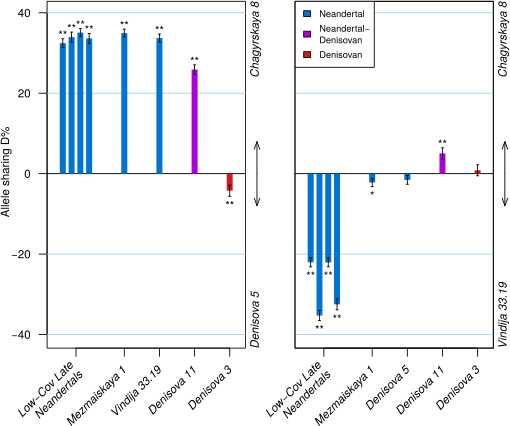 Allele sharing D%
40
20
0
−20
−40
** ** ** ** ** ** ** **
Chagyrskaya 8
Denisova 5
Low−Cov Late
Neandertals
Mezmaiskaya 1
Vindija 33.19
Denisova 11
Denisova 3
Neandertal
Neandertal−
Denisovan
Denisovan
** ** ** ** * **
Chagyrskaya 8
Vindija 33.19
Low−Cov Late
Neandertals
Mezmaiskaya 1
Denisova 5
Denisova 11
Denisova 3